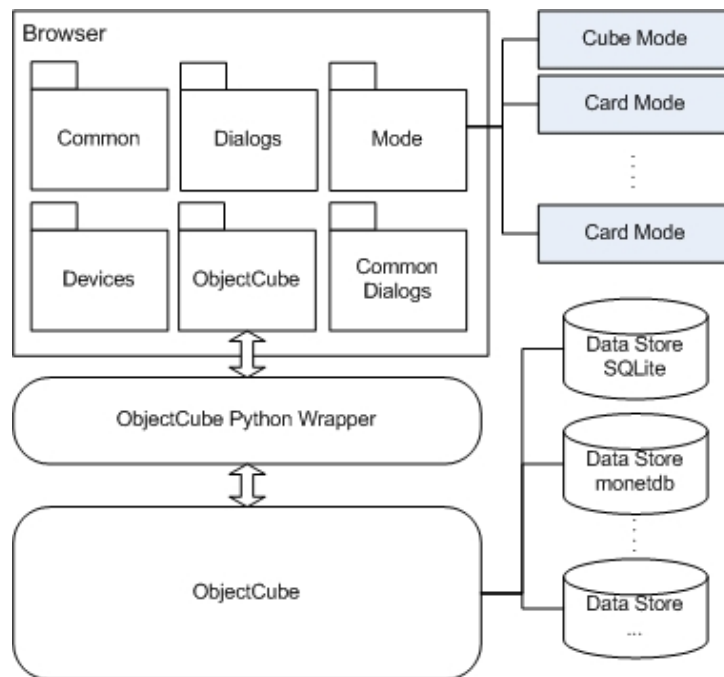 Browser
Common
Dialogs
Mode
Devices
ObjectCube
Common
Dialogs
Cube Mode
Card Mode
Card Mode
ObjectCube Python Wrapper
ObjectCube
Data Store
SQLite
Data Store
monetdb
Data Store
...